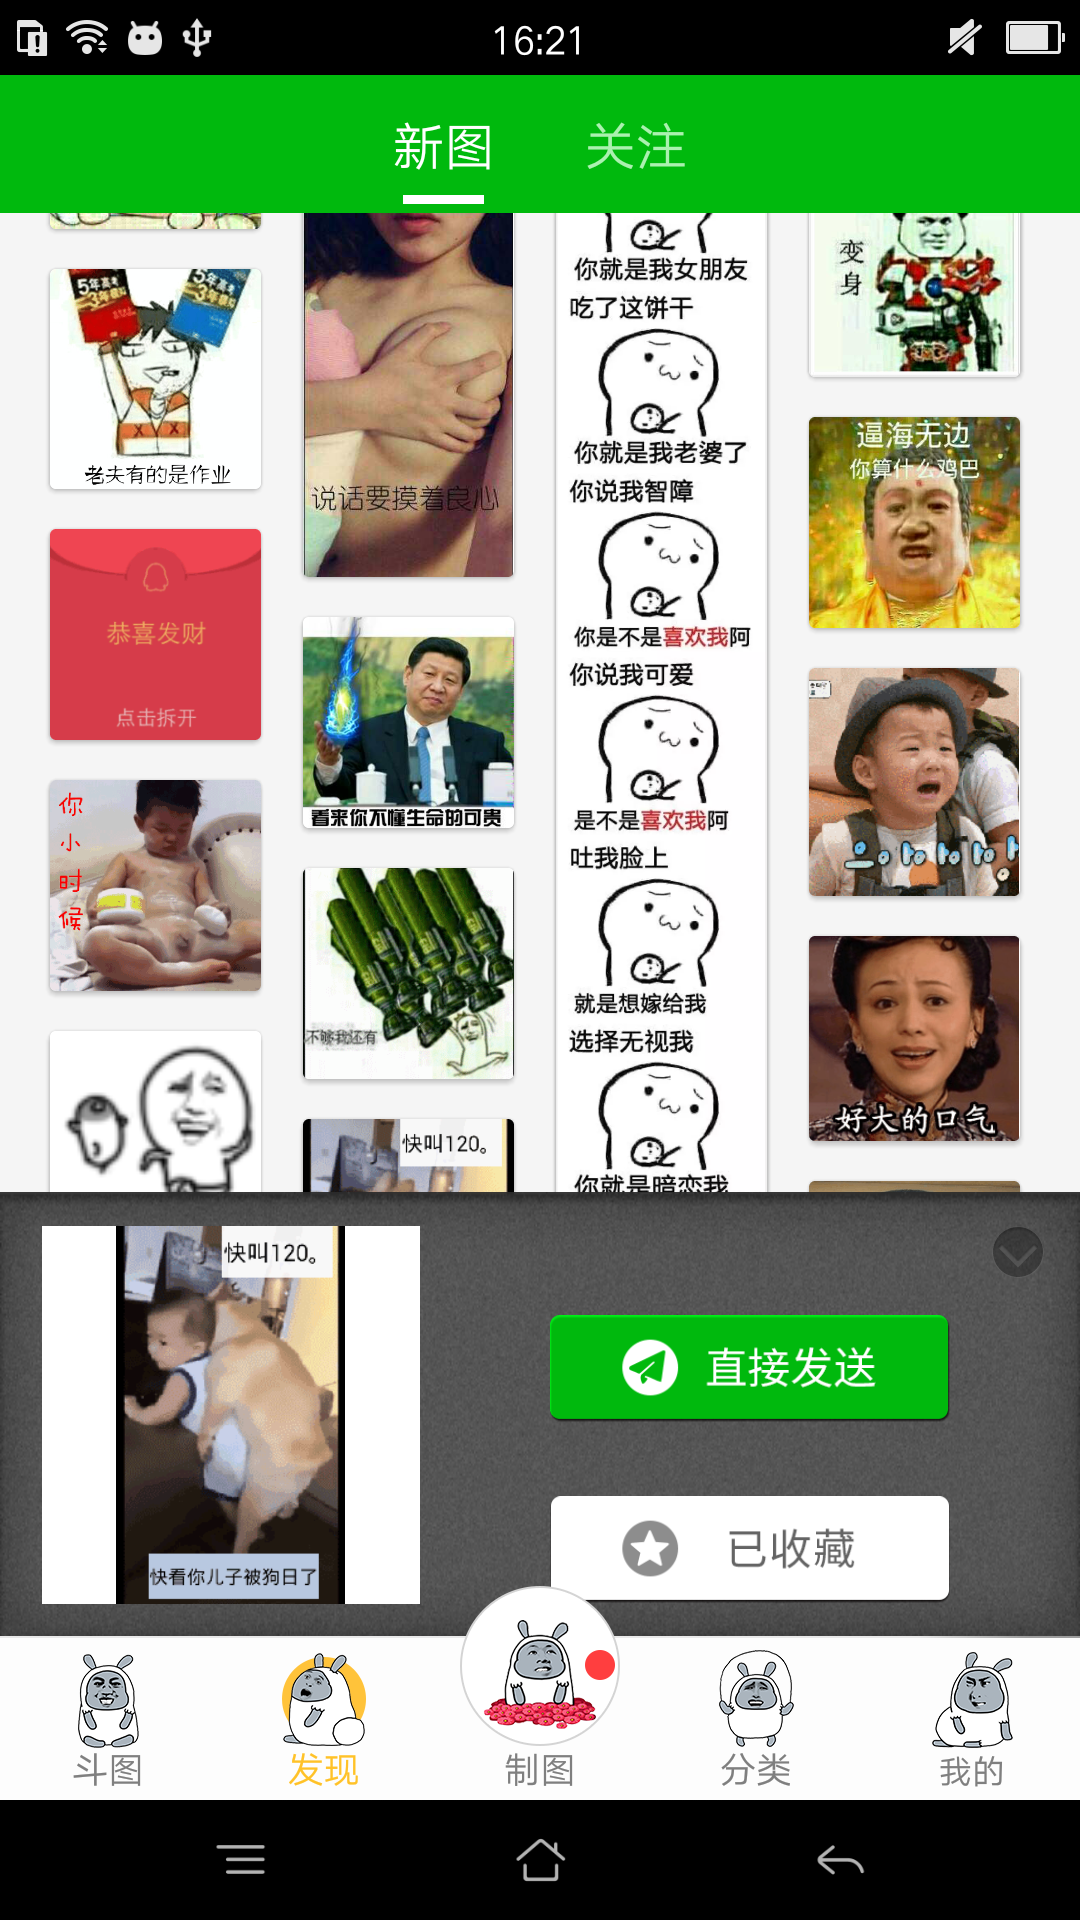 16:21
新图
关注
5年高考
3年模拟
5年高考
3年模拟
老夫有的是作业
恭喜发财
点击拆开
你
小
时
候
说话要摸着良心
看来你不懂生命的可贵
不够我还有
快叫120。
你就是我女朋友
吃了这饼干
你就是我老婆了
你说我智障
你是不是喜欢我阿
你说我可爱
是不是喜欢我阿
吐我脸上
就是想嫁给我
选择无视我
你就是暗恋我
变
身
逼海无边
你算什么鸡巴
好大的口气
快叫120。
快看你儿子被狗日了
直接发送
已收藏
斗图
发现
制图
分类
我的